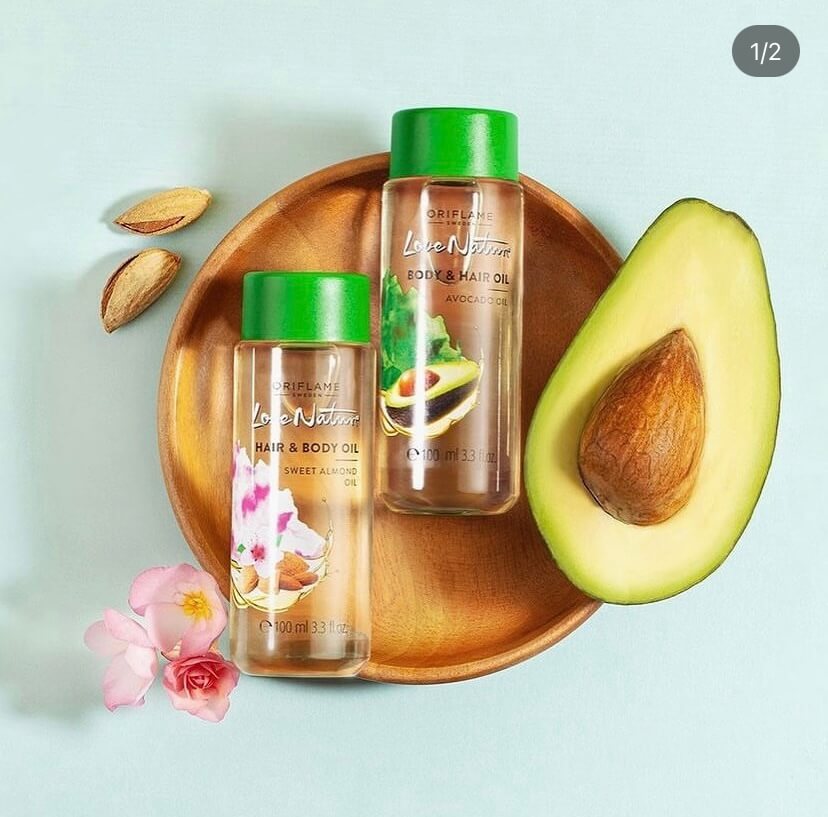 1/2
ORIFLAME
SWEDEN
Love Nature
BODY & HAIR OIL
AVOCADO OIL
℮ 100 ml 3.3 fl.oz.
ORIFLAME
SWEDEN
Love Nature
HAIR & BODY OIL
SWEET ALMOND
OIL
℮ 100 ml 3.3 fl.oz.